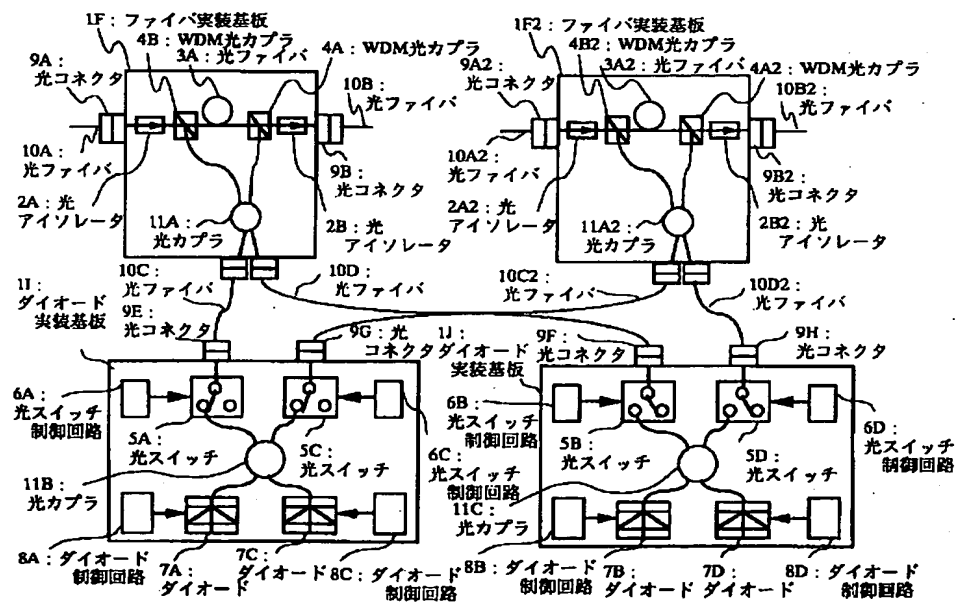 1F：ファイバ実装基板
4B：WDM光カプラ
3A：光ファイバ
4A：WDM光カプラ
9A：
光コネクタ
10B：
光ファイバ
10A：
光ファイバ
9B：
光コネクタ
2A：光
アイソレータ
11A：
光カプラ
2B：光
アイソレータ
1F2：ファイバ実装基板
4B2：WDM光カプラ
3A2：光ファイバ
4A2：WDM光カプラ
9A2：
光コネクタ
10B2：
光ファイバ
10A2：
光ファイバ
9B2：
光コネクタ
2A2：光
アイソレータ
11A2：
光カプラ
2B2：光
アイソレータ
10C：
光ファイバ
10D：
光ファイバ
10C2：
光ファイバ
10D2：
光ファイバ
1I：
ダイオード
実装基板
9E：
光コネクタ
9G：光
コネクタ
1J：
ダイオード
実装基板
9F：
光コネクタ
9H：
光コネクタ
6A：
光スイッチ
制御回路
5A：
光スイッチ
5C：
光スイッチ
6C：
光スイッチ
制御回路
6B：
光スイッチ
制御回路
5B：
光スイッチ
5D：
光スイッチ
6D：
光スイッチ
制御回路
11B：
光カプラ
11C：
光カプラ
8A：ダイオード
制御回路
7A：
ダイオード
7C：
ダイオード
8C：ダイオード
制御回路
8B：ダイオード
制御回路
7B：
ダイオード
7D：
ダイオード
8D：ダイオード
制御回路